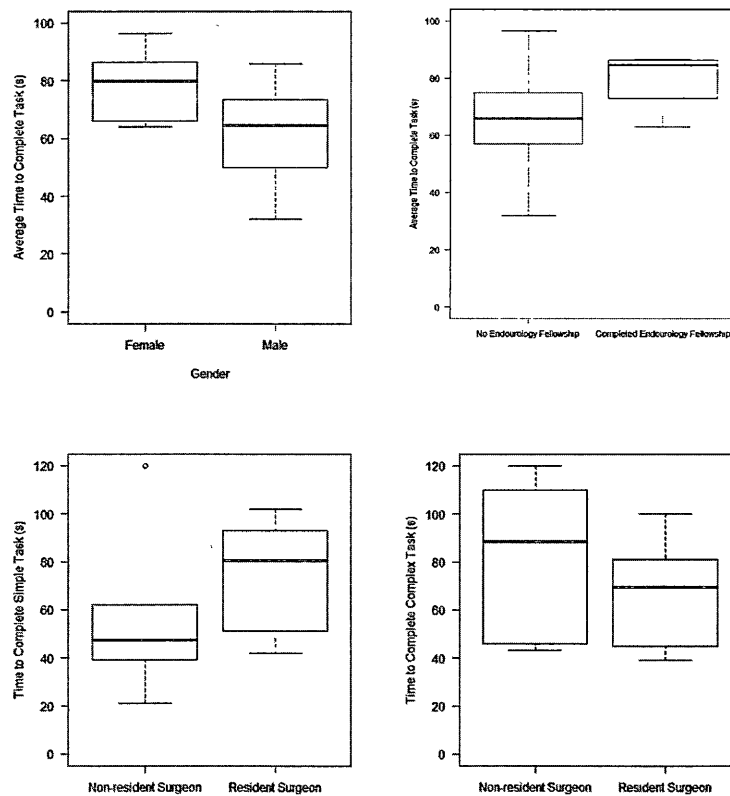 Average Time to Complete Task (s)
100
80
60
40
20
0
Female
Male
Gender
Average Time to Complete Task (s)
100
80
60
40
20
0
No Endourology Fellowship
Completed Endourology Fellowship
Time to Complete Simple Task (s)
120
100
80
60
40
20
0
Non-resident Surgeon
Resident Surgeon
Time to Complete Complex Task (s)
120
100
80
60
40
20
0
Non-resident Surgeon
Resident Surgeon